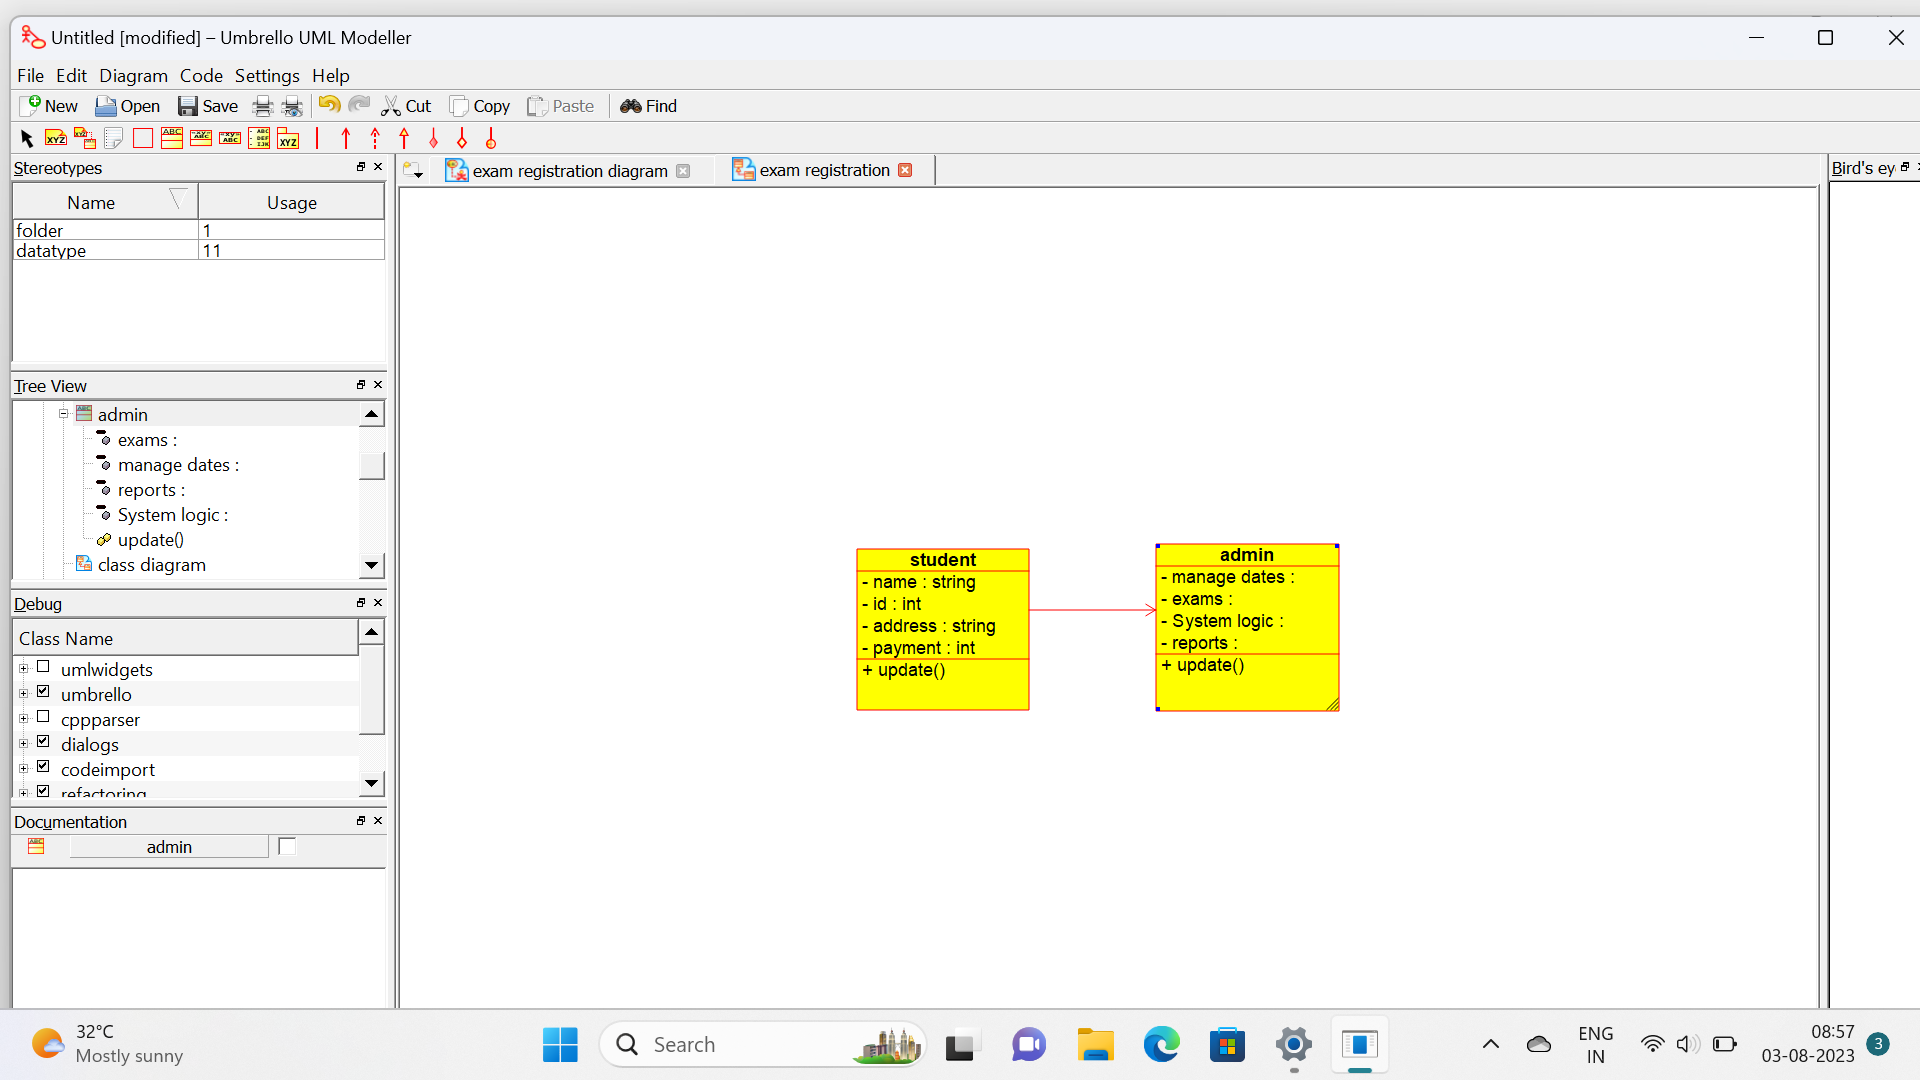 Untitled [modified] – Umbrello UML Modeller
File Edit Diagram Code Settings Help
New Open Save Cut Copy Paste Find
Stereotypes
Name Usage
folder 1
datatype 11
Tree View
admin
exams :
manage dates :
reports :
System logic :
update()
class diagram
Debug
Class Name
umlwidgets
umbrello
cppparser
dialogs
codeimport
refactoring
Documentation
admin
exam registration diagram
exam registration
Bird's ey
student
- name : string
- id : int
- address : string
- payment : int
+ update()
admin
- manage dates :
- exams :
- System logic :
- reports :
+ update()
32°C
Mostly sunny
Search
ENG
IN
08:57
03-08-2023
3